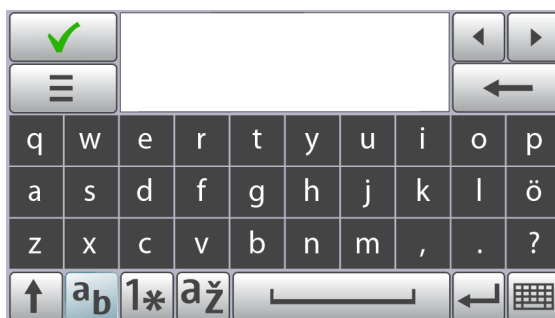 q w e r t y u i o p
a s d f g h j k l ö
z x c v b n m , . ?
ab 1* až